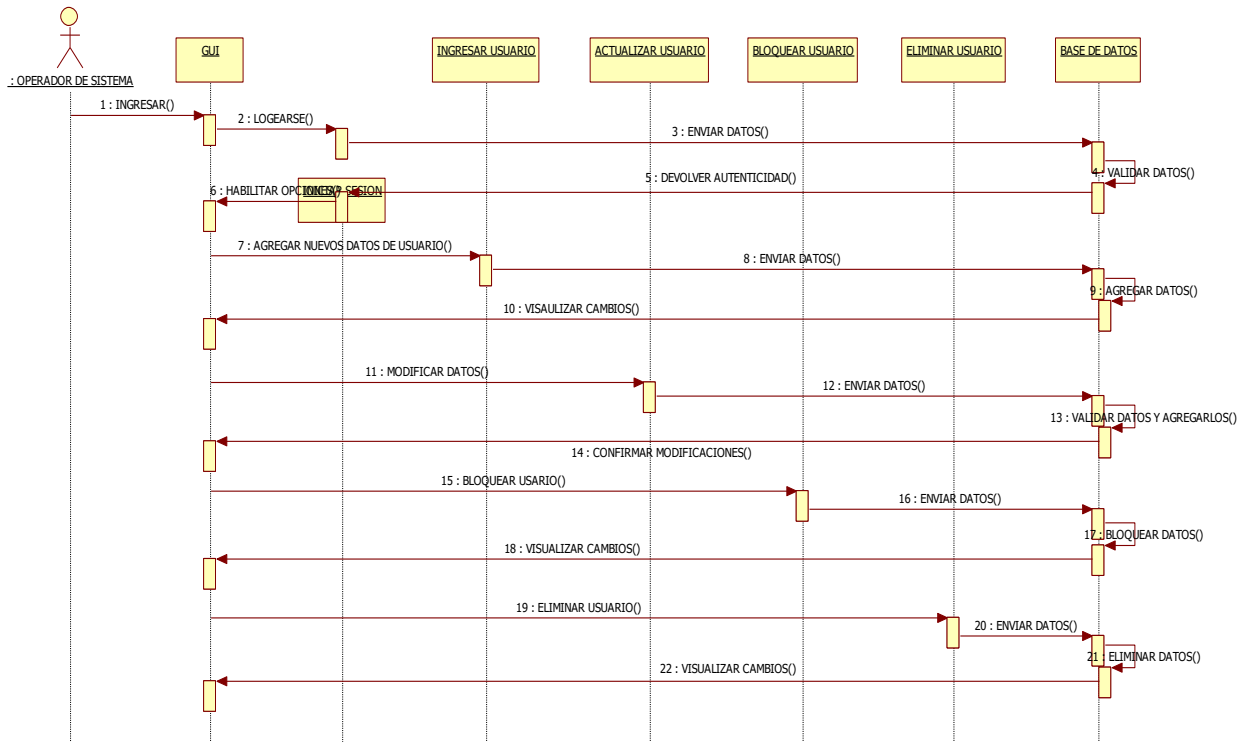 GUI
INGRESAR USUARIO
ACTUALIZAR USUARIO
BLOQUEAR USUARIO
ELIMINAR USUARIO
BASE DE DATOS
: OPERADOR DE SISTEMA
1 : INGRESAR()
2 : LOGEARSE()
3 : ENVIAR DATOS()
4 : VALIDAR DATOS()
5 : DEVOLVER AUTENTICIDAD()
6 : HABILITAR OPCIONES()
SESION
7 : AGREGAR NUEVOS DATOS DE USUARIO()
8 : ENVIAR DATOS()
9 : AGREGAR DATOS()
10 : VISAULIZAR CAMBIOS()
11 : MODIFICAR DATOS()
12 : ENVIAR DATOS()
13 : VALIDAR DATOS Y AGREGARLOS()
14 : CONFIRMAR MODIFICACIONES()
15 : BLOQUEAR USARIO()
16 : ENVIAR DATOS()
17 : BLOQUEAR DATOS()
18 : VISUALIZAR CAMBIOS()
19 : ELIMINAR USUARIO()
20 : ENVIAR DATOS()
21 : ELIMINAR DATOS()
22 : VISUALIZAR CAMBIOS()